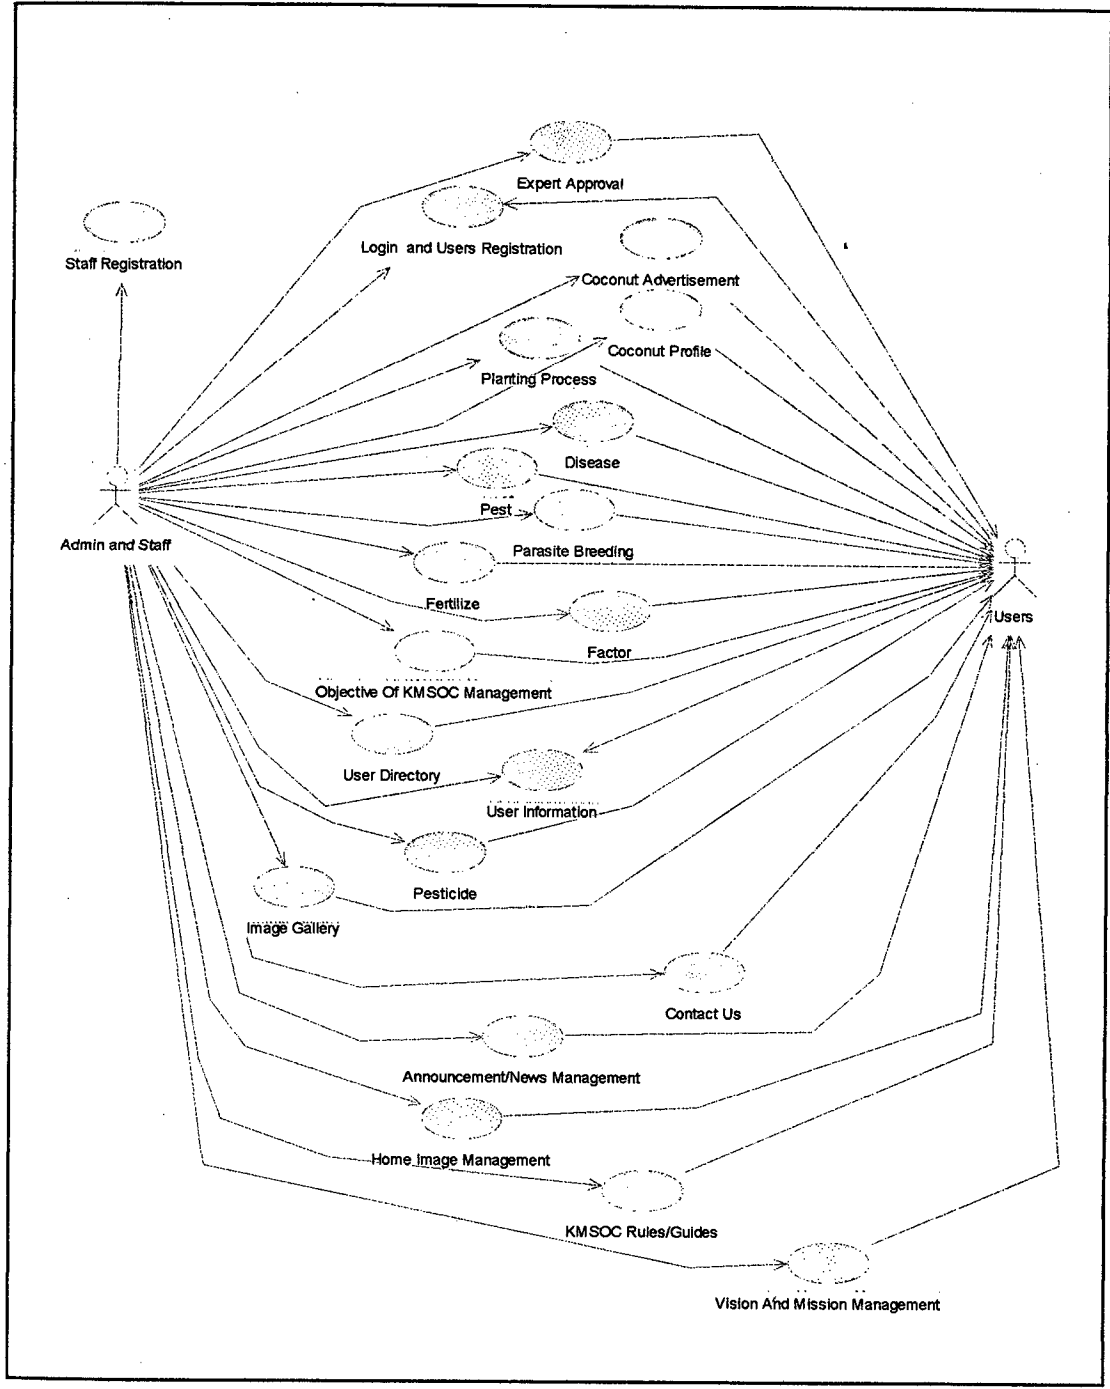 Expert Approval
Login and Users Registration
Staff Registration
Coconut Advertisement
Coconut Profile
Planting Process
Disease
Pest
Admin and Staff
Parasite Breeding
Fertilize
Users
Factor
Objective Of KMSOC Management
User Directory
User Information
Pesticide
Image Gallery
Contact Us
Announcement/News Management
Home Image Management
KMSOC Rules/Guides
Vision And Mission Management